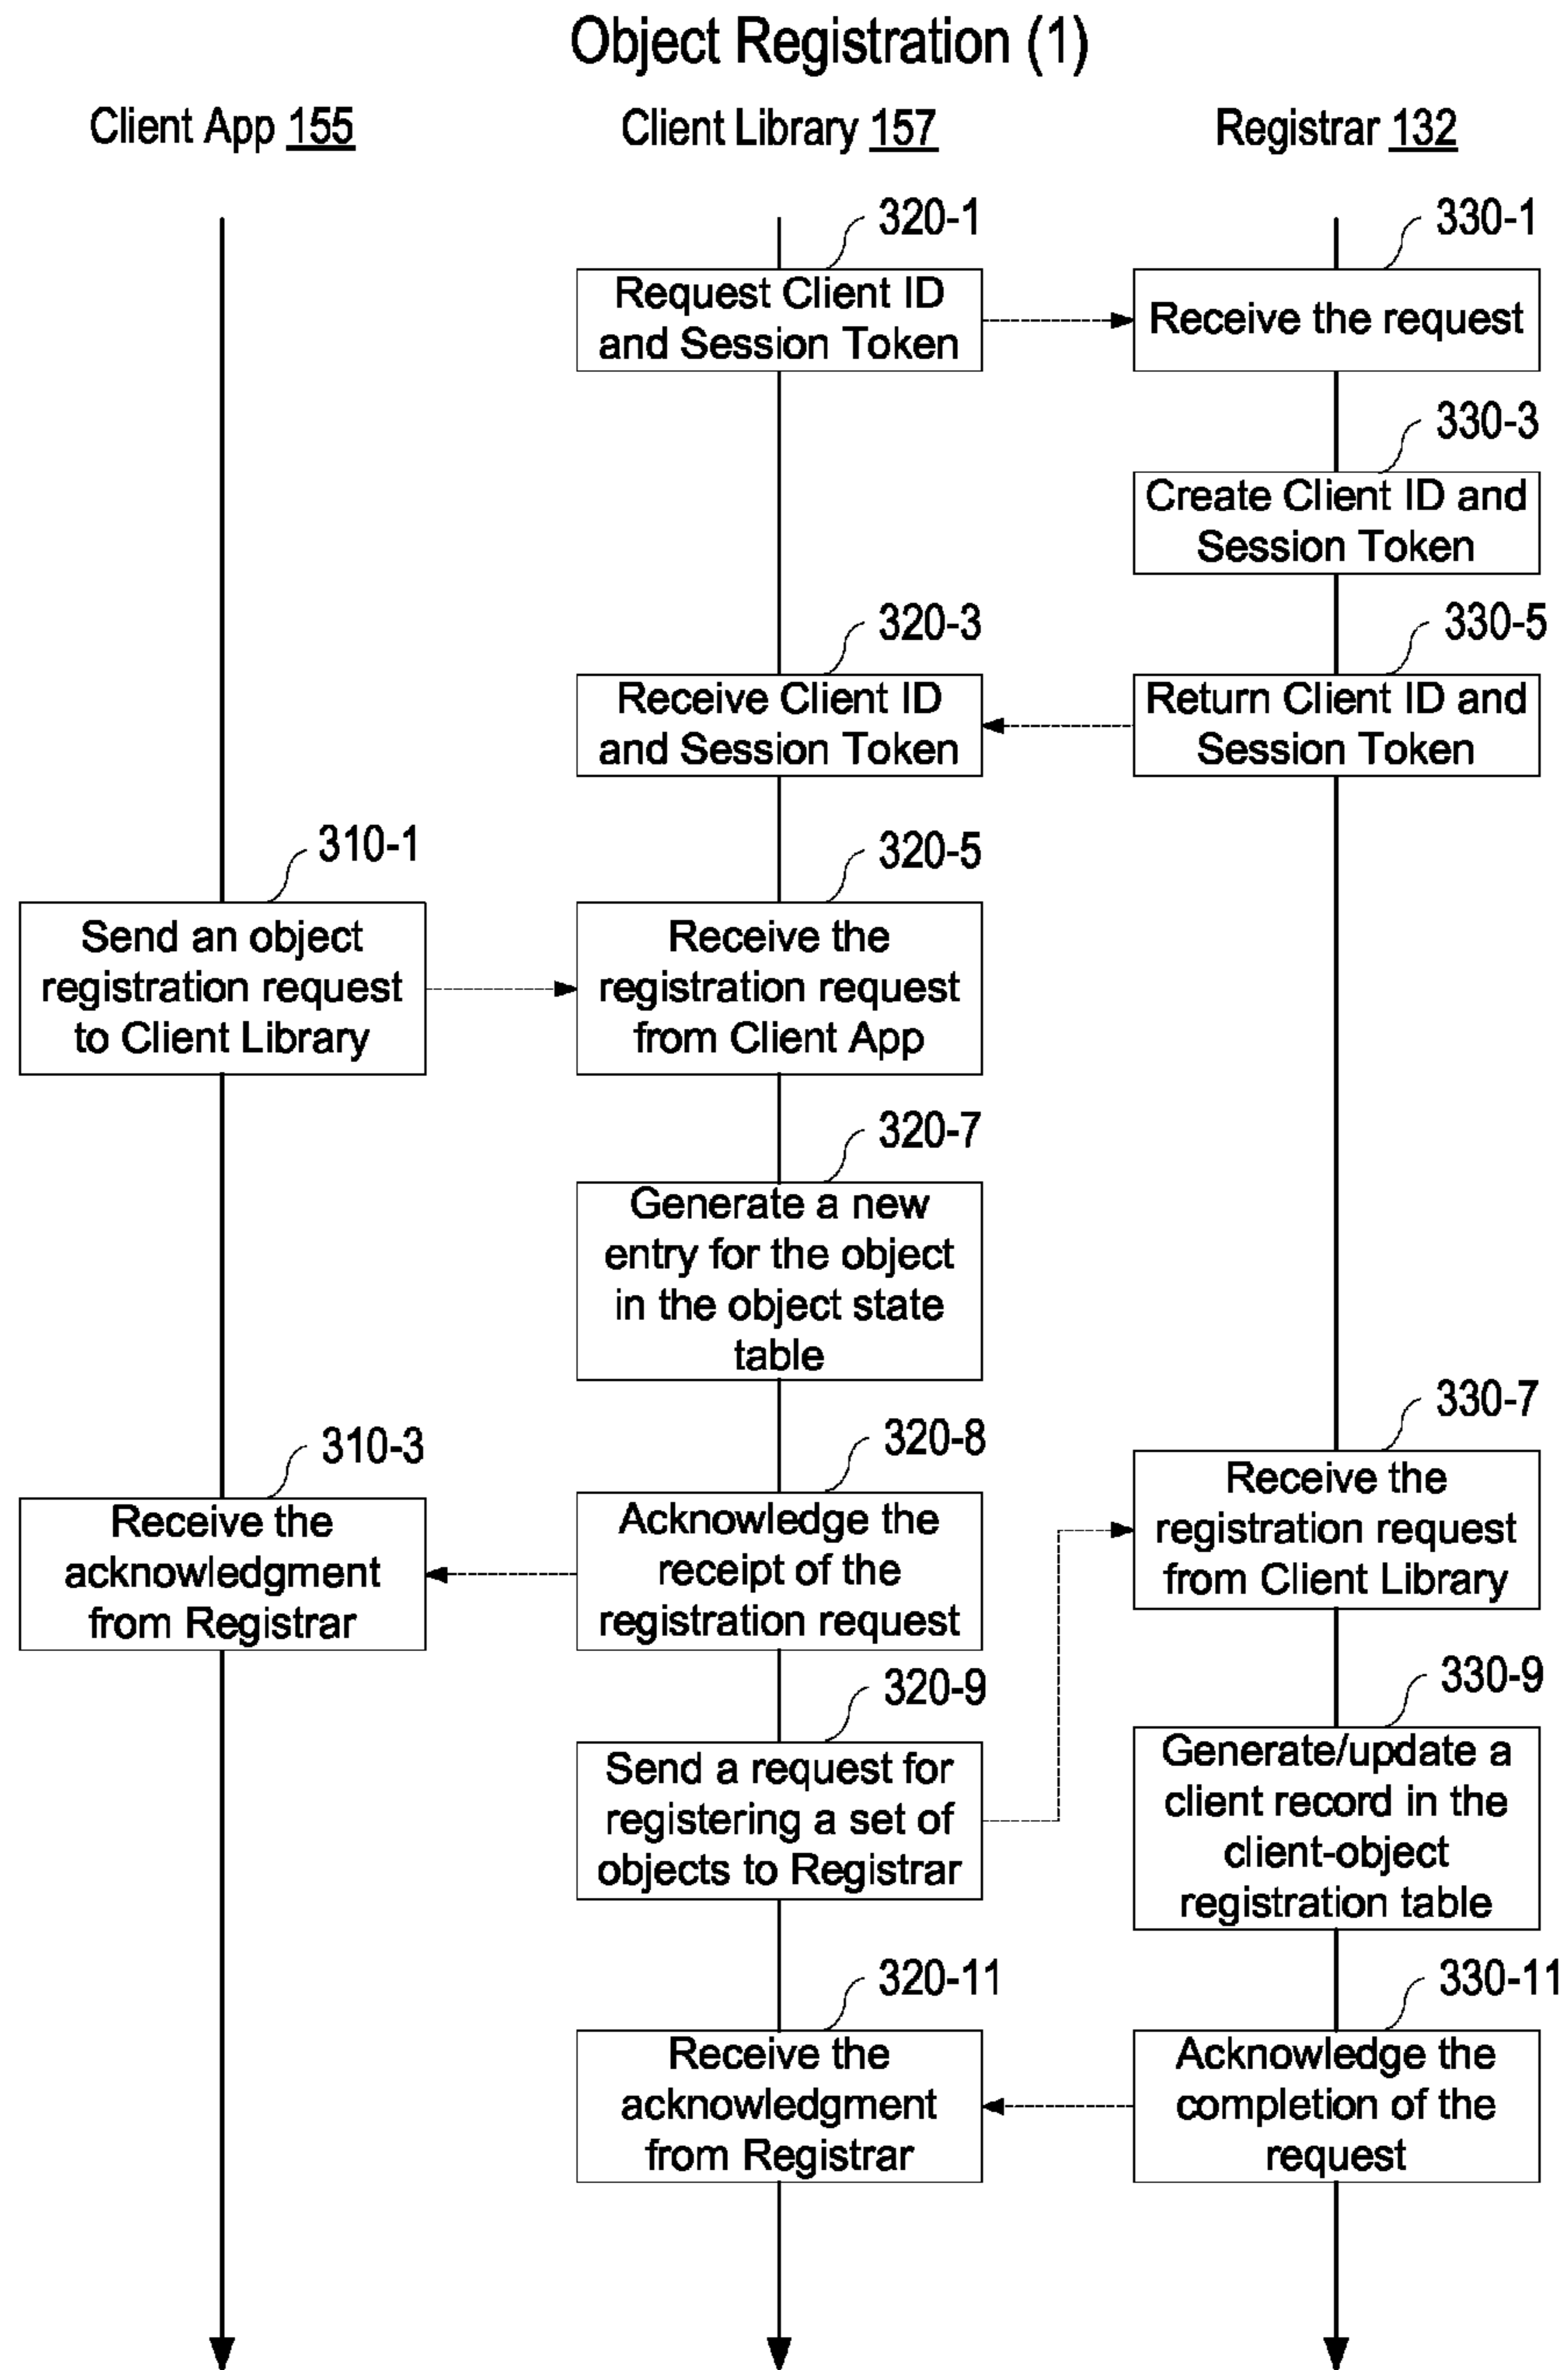 Object Registration (1)
Client App 155
Client Library 157
Registrar 132
320-1
330-1
Request Client ID
and Session Token
Receive the request
330-3
Create Client ID and
Session Token
320-3
330-5
Receive Client ID
and Session Token
Return Client ID and
Session Token
310-1
320-5
Send an object
registration request
to Client Library
Receive the
registration request
from Client App
320-7
Generate a new
entry for the object
in the object state
table
310-3
320-8
330-7
Receive the
acknowledgment
from Registrar
Acknowledge the
receipt of the
registration request
Receive the
registration request
from Client Library
320-9
330-9
Send a request for
registering a set of
objects to Registrar
Generate/update a
client record in the
client-object
registration table
320-11
330-11
Receive the
acknowledgment
from Registrar
Acknowledge the
completion of the
request